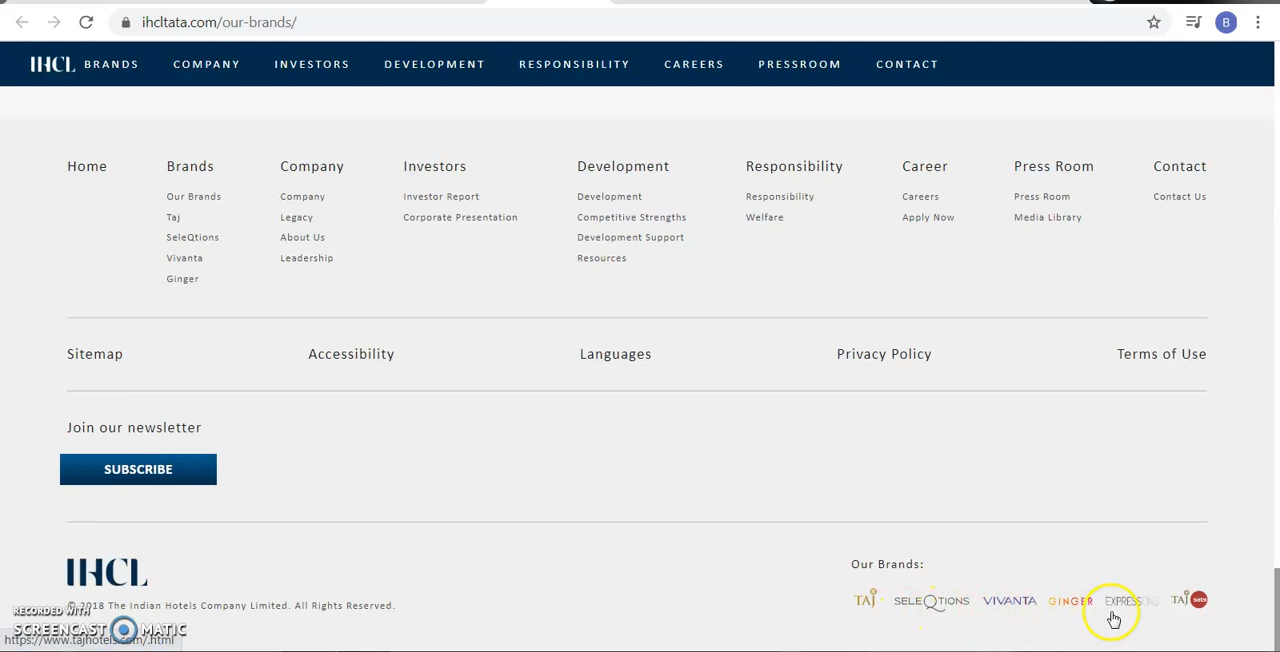 ihcltata.com/our-brands/
B
IHCL BRANDS COMPANY INVESTORS DEVELOPMENT RESPONSIBILITY CAREERS PRESSROOM CONTACT
Home Brands Company Investors Development Responsibility Career Press Room Contact
Our Brands Company Investor Report Development Responsibility Careers Press Room Contact Us
Taj Legacy Corporate Presentation Competitive Strengths Welfare Apply Now Media Library
SeleQtions About Us Development Support
Vivanta Leadership Resources
Ginger
Sitemap Accessibility Languages Privacy Policy Terms of Use
Join our newsletter
SUBSCRIBE
IHCL
Our Brands:
TAJ SELEQTIONS VIVANTA GINGER EXPRESSIONS TAJ sats
© 2018 The Indian Hotels Company Limited. All Rights Reserved.
RECORDED WITH
SCREENCAST MATIC
https://www.tajhotels.com/.html